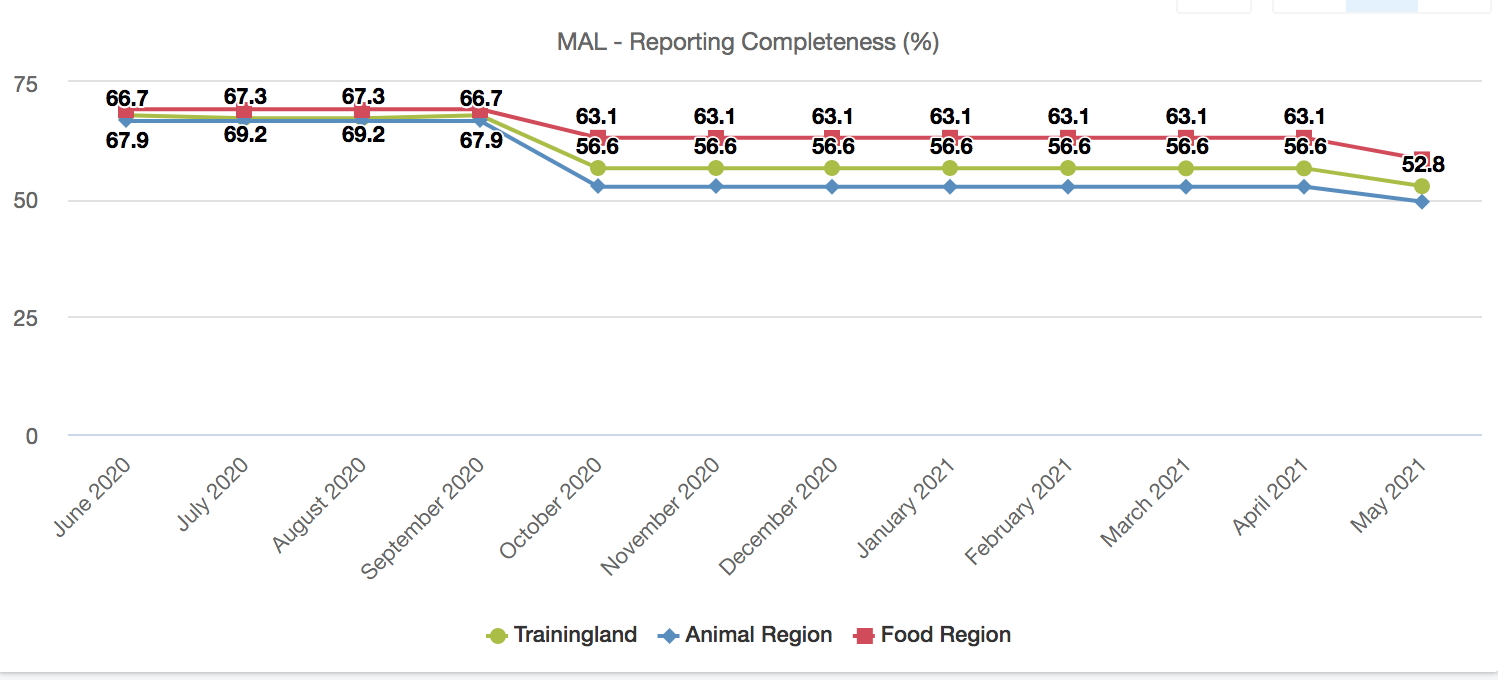 MAL - Reporting Completeness (%)
75
66.7 67.3 67.3 66.7
63.1 63.1 63.1 63.1 63.1 63.1 63.1
67.9 69.2 69.2 67.9
56.6 56.6 56.6 56.6 56.6 56.6 56.6
52.8
50
25
0
June 2020 July 2020 August 2020 September 2020 October 2020 November 2020 December 2020 January 2021 February 2021 March 2021 April 2021 May 2021
Trainingland Animal Region Food Region